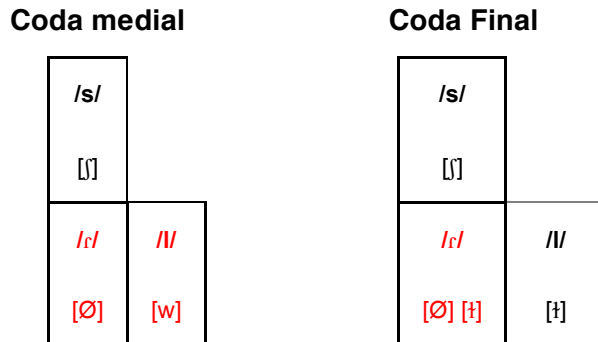 Coda medial Coda Final
/s/ /s/
[ʃ] [ʃ]
/ɾ/ /l/ /ɾ/ /l/
[Ø] [w] [Ø] [ɫ] [ɫ]